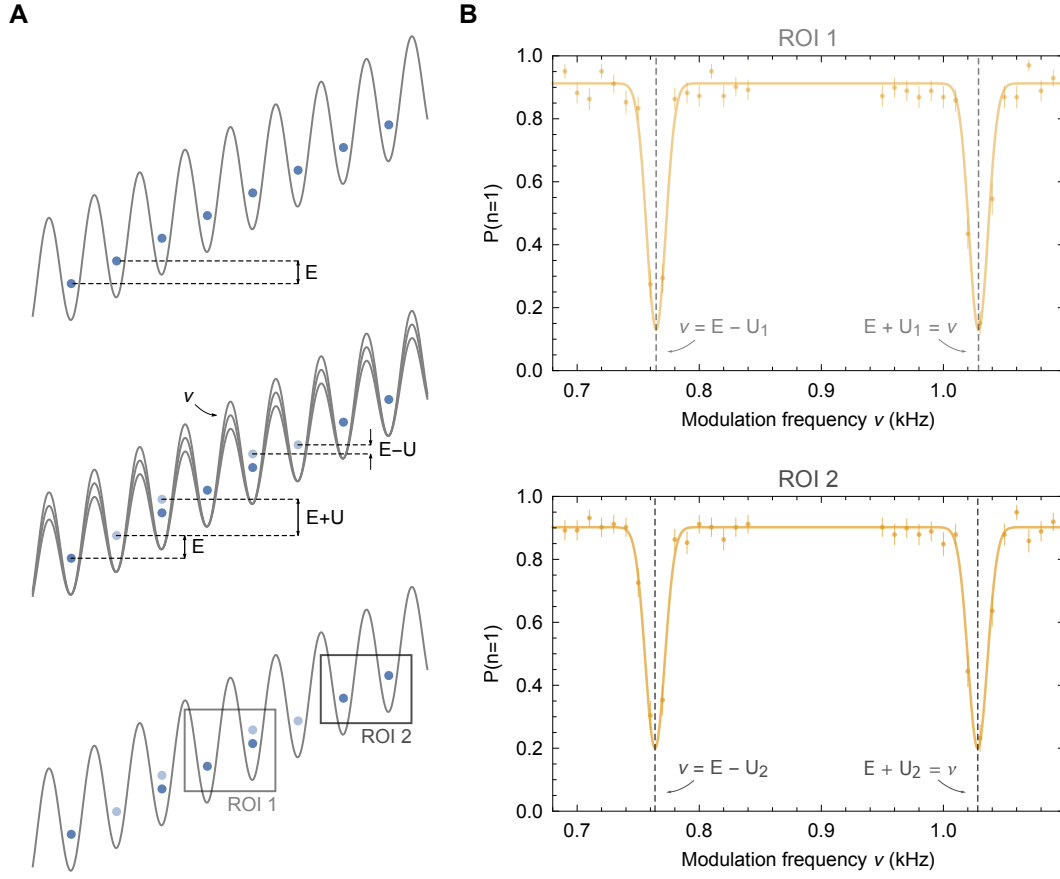 A
E
ν
E−U
E+U
E
ROI 2
ROI 1
B
ROI 1
1.0
0.8
0.6
0.4
0.2
0.0
P(n=1)
ν = E − U₁
E + U₁ = ν
0.7 0.8 0.9 1.0
Modulation frequency ν (kHz)
ROI 2
1.0
0.8
0.6
0.4
0.2
0.0
P(n=1)
ν = E − U₂
E + U₂ = ν
0.7 0.8 0.9 1.0
Modulation frequency ν (kHz)